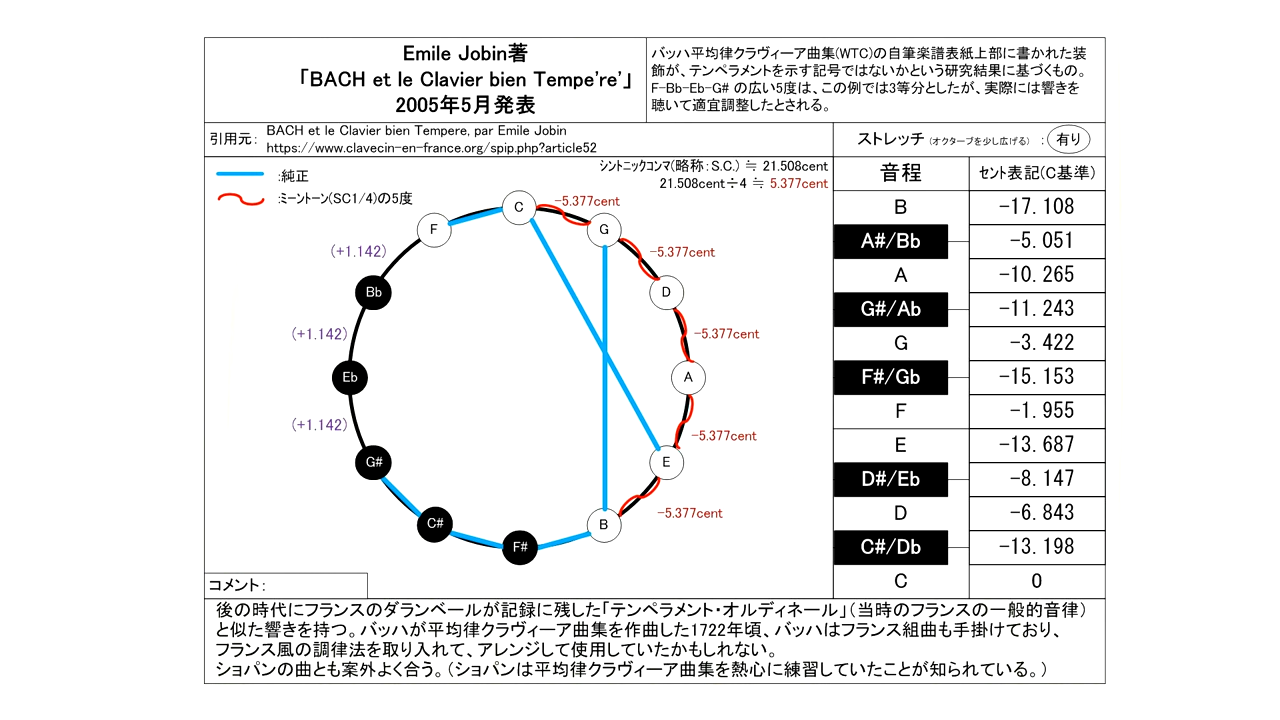 Emile Jobin著
「BACH et le Clavier bien Tempe're'」
2005年5月発表
バッハ平均律クラヴィーア曲集(WTC)の自筆楽譜表紙上部に書かれた装
飾が、テンペラメントを示す記号ではないかという研究結果に基づくもの。
F-Bb-Eb-G# の広い5度は、この例では3等分としたが、実際には響きを
聴いて適宜調整したとされる。
引用元:
BACH et le Clavier bien Tempere, par Emile Jobin
https://www.clavecin-en-france.org/spip.php?article52
ストレッチ (オクターブを少し広げる) : 有り
:純正
:ミーントーン(SC1/4)の5度
シントニックコンマ(略称:S.C.) ≒ 21.508cent
21.508cent÷4 ≒ 5.377cent
C
-5.377cent
G
-5.377cent
D
-5.377cent
A
-5.377cent
E
-5.377cent
B
F#
C#
G#
(+1.142)
Eb
(+1.142)
Bb
(+1.142)
F
音程 セント表記(C基準)
B -17.108
A#/Bb -5.051
A -10.265
G#/Ab -11.243
G -3.422
F#/Gb -15.153
F -1.955
E -13.687
D#/Eb -8.147
D -6.843
C#/Db -13.198
C 0
コメント:
後の時代にフランスのダランベールが記録に残した「テンペラメント・オルディネール」(当時のフランスの一般的音律)
と似た響きを持つ。バッハが平均律クラヴィーア曲集を作曲した1722年頃、バッハはフランス組曲も手掛けており、
フランス風の調律法を取り入れて、アレンジして使用していたかもしれない。
ショパンの曲とも案外よく合う。(ショパンは平均律クラヴィーア曲集を熱心に練習していたことが知られている。)